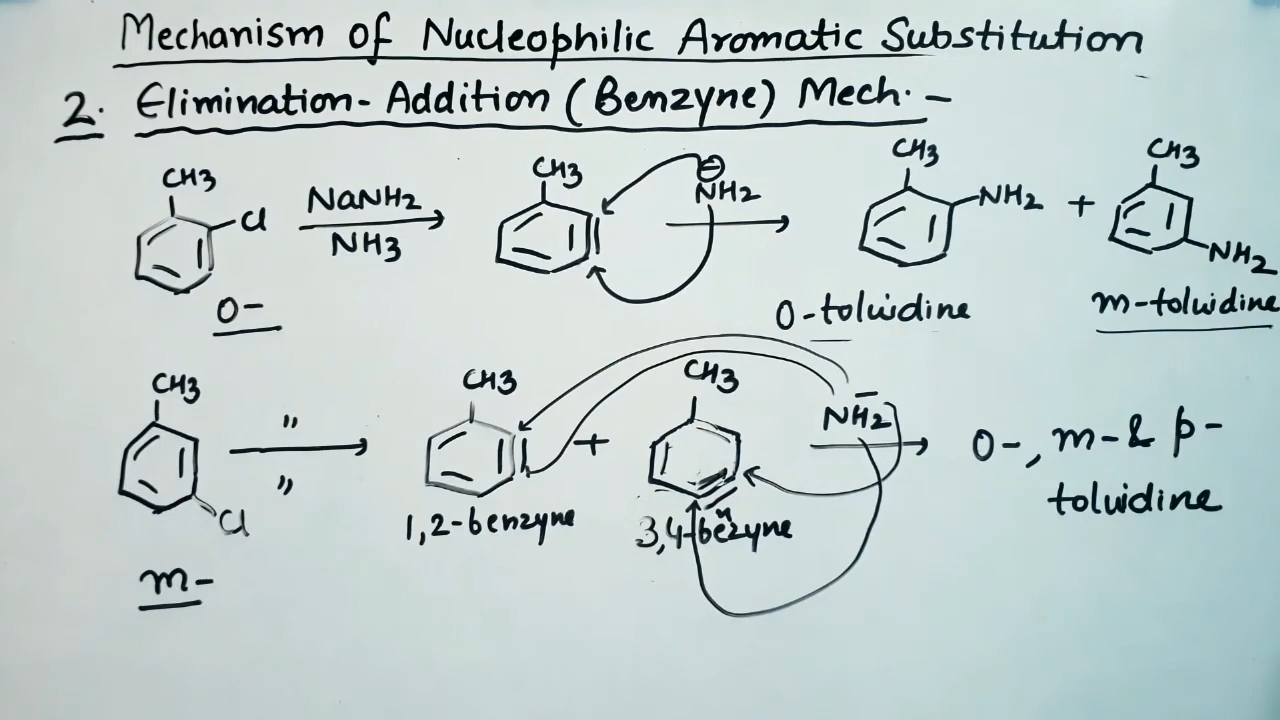 Mechanism of Nucleophilic Aromatic Substitution
2. Elimination-Addition (Benzyne) Mech. -
CH3 Cl
NaNH2
NH3
CH3
⊖
NH2
CH3 NH2 + CH3 NH2
O- O-toluidine m-toluidine
CH3 Cl
"
"
CH3 + CH3
NH2̄
O-, m- & p-
toluidine
1,2-benzyne 3,4-benzyne
m-